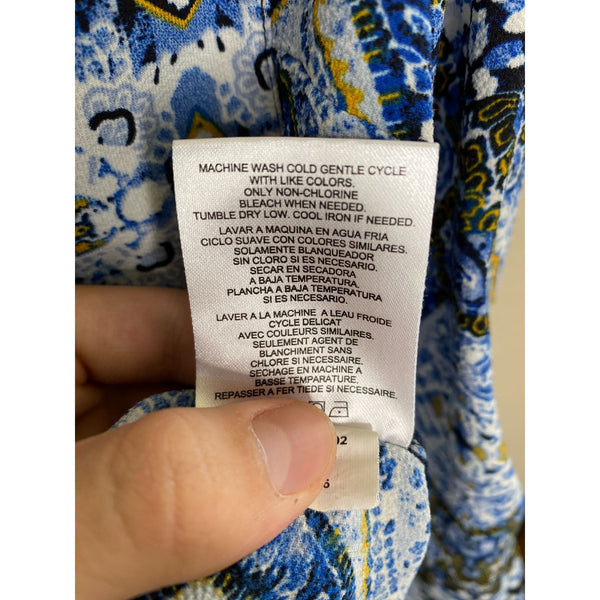 MACHINE WASH COLD GENTLE CYCLE
WITH LIKE COLORS.
ONLY NON-CHLORINE
BLEACH WHEN NEEDED.
TUMBLE DRY LOW. COOL IRON IF NEEDED.
LAVAR A MAQUINA EN AGUA FRIA
CICLO SUAVE CON COLORES SIMILARES.
SOLAMENTE BLANQUEADOR
SIN CLORO SI ES NECESARIO.
SECAR EN SECADORA
A BAJA TEMPERATURA.
PLANCHA A BAJA TEMPERATURA
SI ES NECESARIO.
LAVER A LA MACHINE A LEAU FROIDE
CYCLE DELICAT
AVEC COULEURS SIMILAIRES.
SEULEMENT AGENT DE
BLANCHIMENT SANS
CHLORE SI NECESSAIRE.
SECHAGE EN MACHINE A
BASSE TEMPARATURE.
REPASSER A FER TIEDE SI NECESSAIRE.